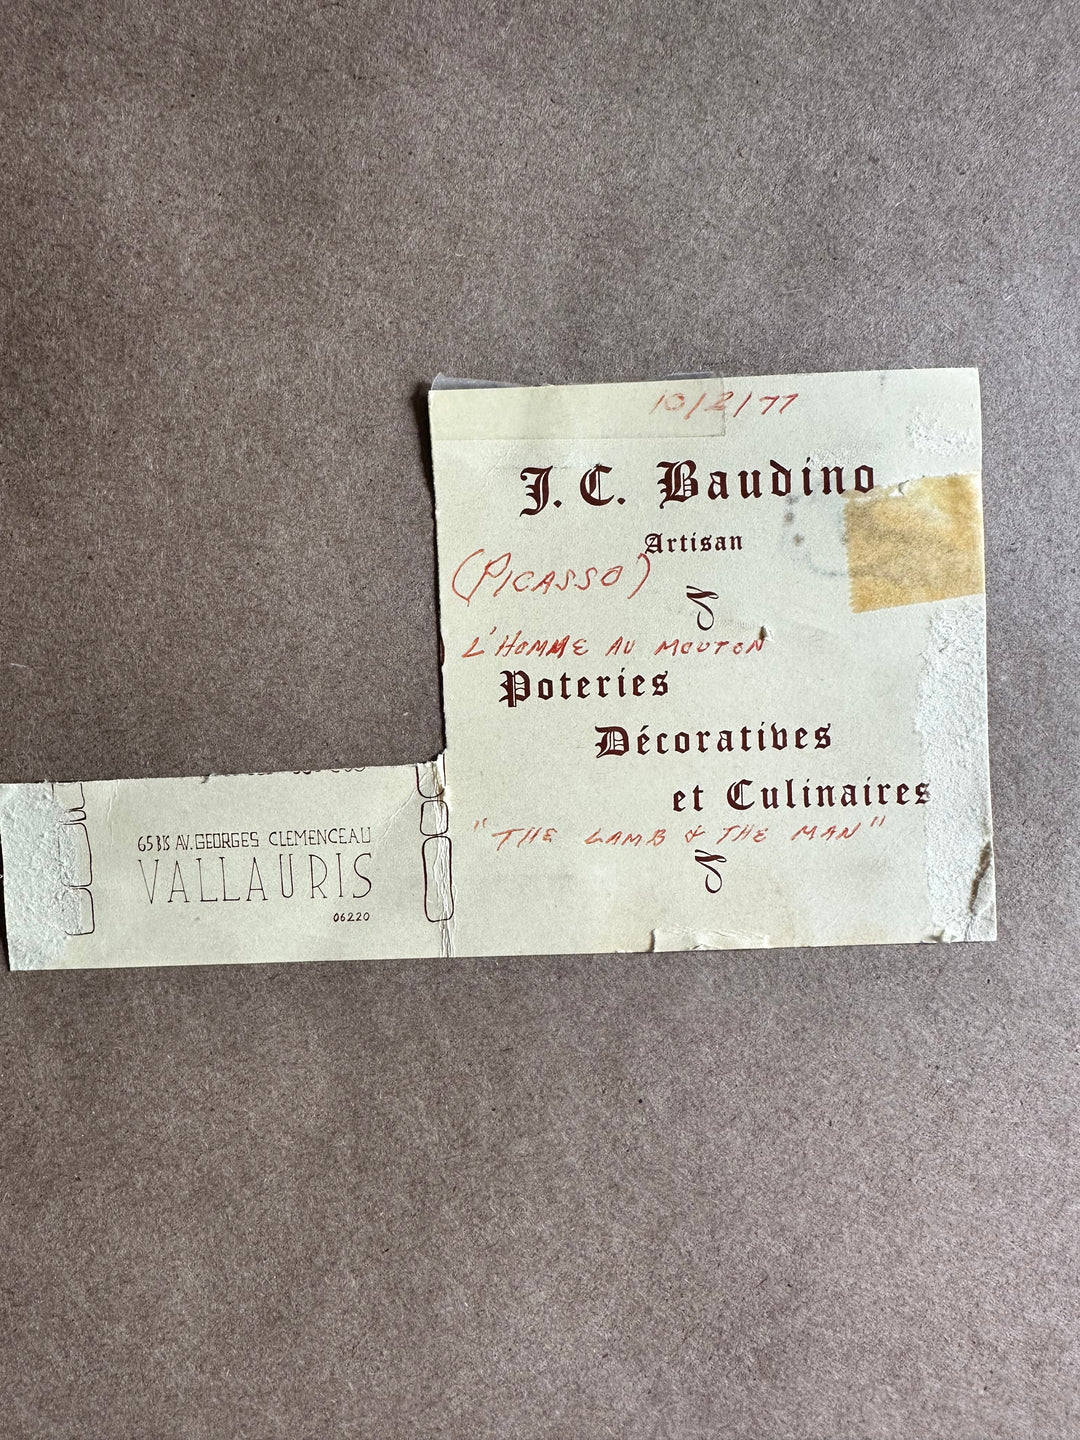 10/2/77
J. C. Baudino
Artisan
(PICASSO)
L'HOMME AU MOUTON
Poteries
Décoratives
et Culinaires
"THE LAMB & THE MAN"
65 BIS AV. GEORGES CLEMENCEAU
VALLAURIS
06220